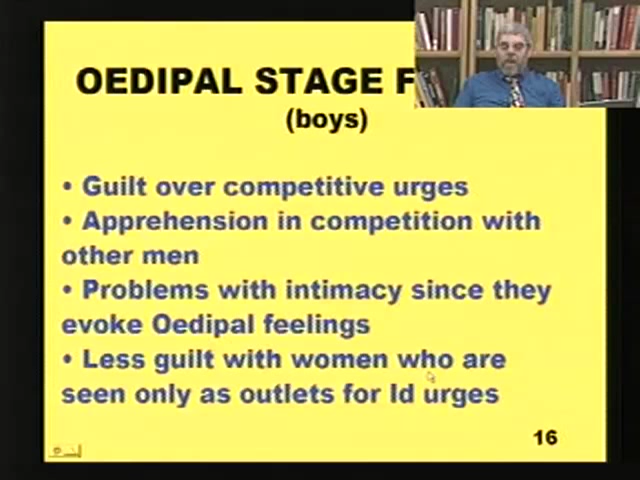 OEDIPAL STAGE F
(boys)
• Guilt over competitive urges
• Apprehension in competition with
other men
• Problems with intimacy since they
evoke Oedipal feelings
• Less guilt with women who are
seen only as outlets for Id urges
16